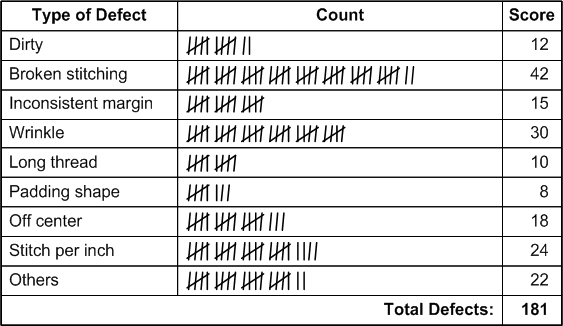 Type of Defect Count Score
Dirty 12
Broken stitching 42
Inconsistent margin 15
Wrinkle 30
Long thread 10
Padding shape 8
Off center 18
Stitch per inch 24
Others 22
Total Defects: 181